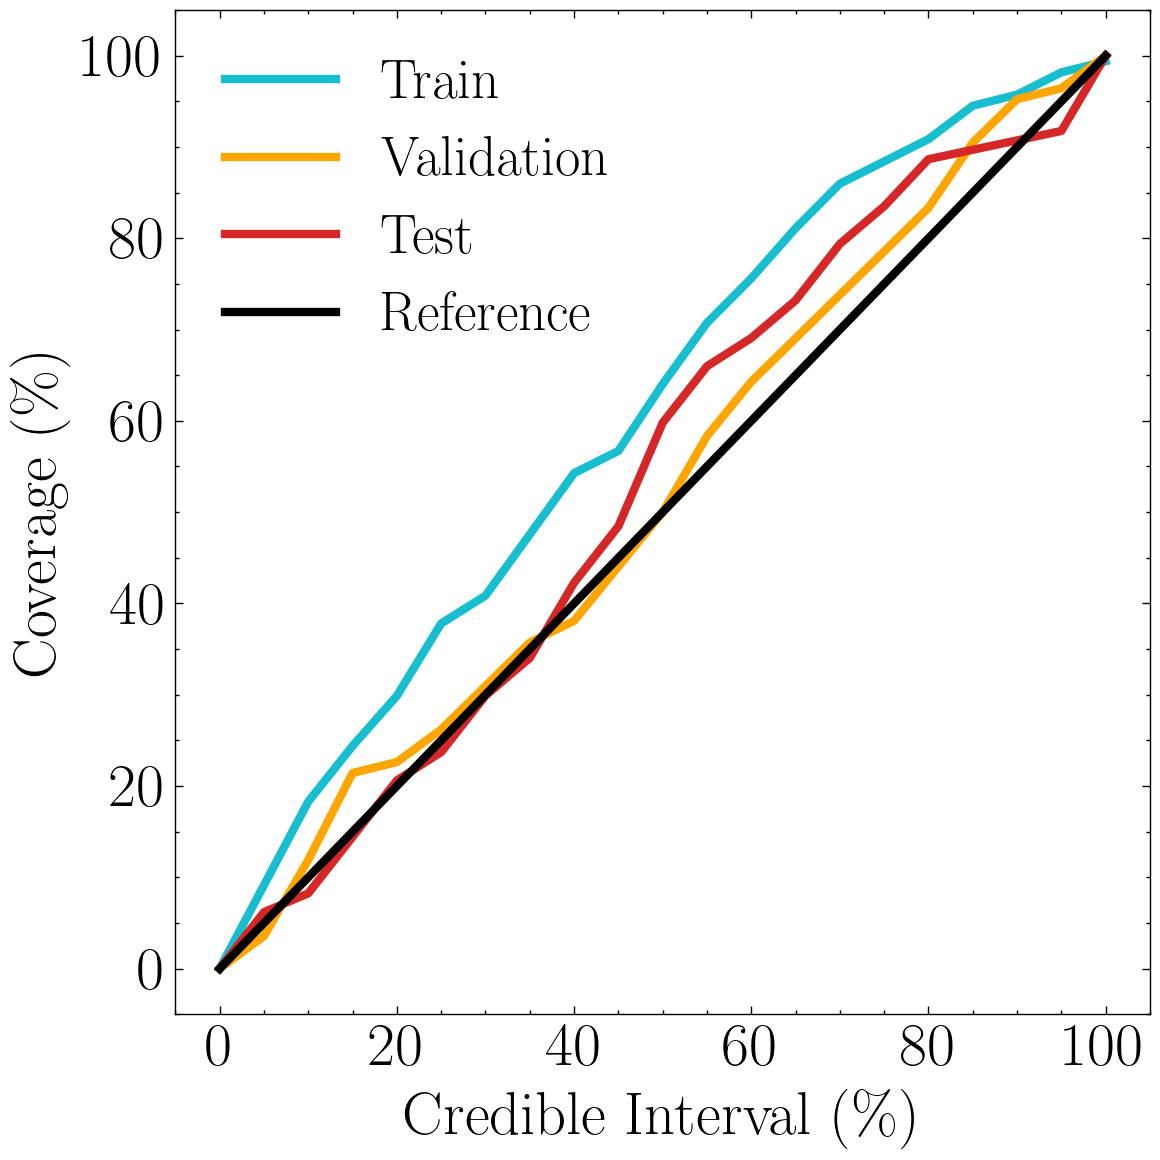 100
80
60
40
20
0
Coverage (%)
Train
Validation
Test
Reference
0 20 40 60 80 100
Credible Interval (%)